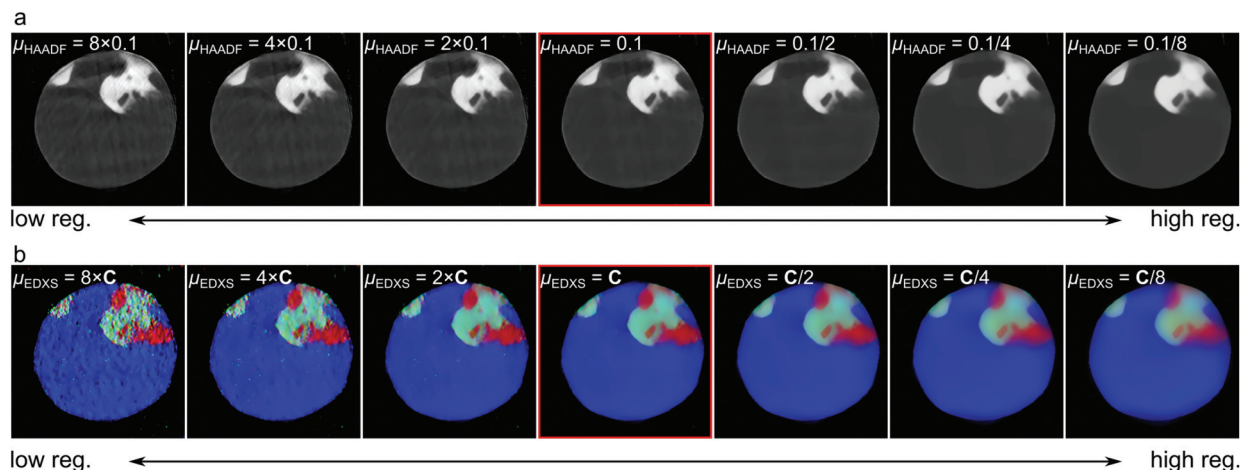 a
μHAADF = 8×0.1 μHAADF = 4×0.1 μHAADF = 2×0.1 μHAADF = 0.1 μHAADF = 0.1/2 μHAADF = 0.1/4 μHAADF = 0.1/8
low reg. high reg.
b
μEDXS = 8×C μEDXS = 4×C μEDXS = 2×C μEDXS = C μEDXS = C/2 μEDXS = C/4 μEDXS = C/8
low reg. high reg.